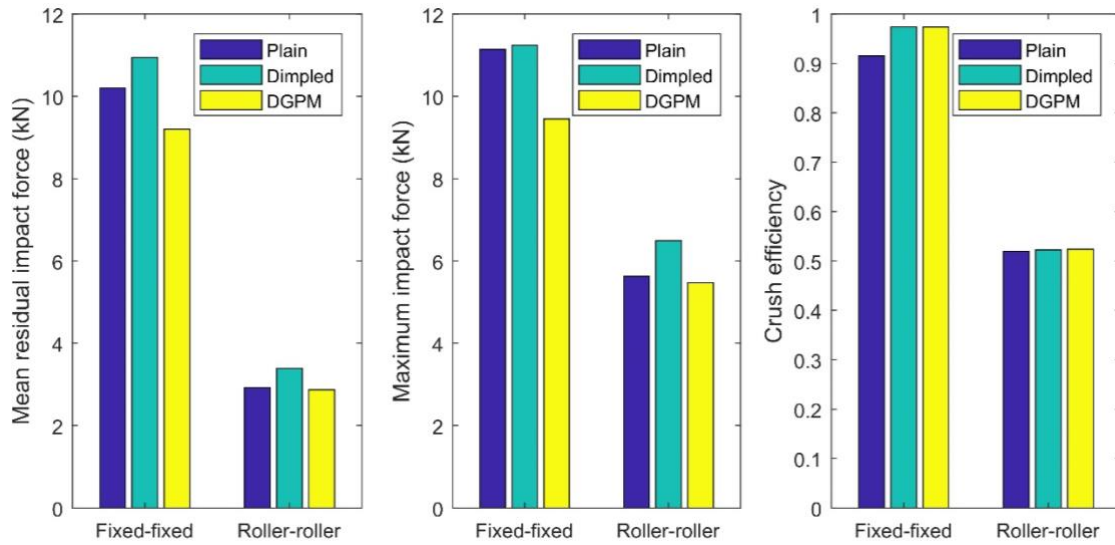 Mean residual impact force (kN)
12
10
8
6
4
2
0
Plain
Dimpled
DGPM
Fixed-fixed Roller-roller
Maximum impact force (kN)
12
10
8
6
4
2
0
Plain
Dimpled
DGPM
Fixed-fixed Roller-roller
Crush efficiency
1
0.9
0.8
0.7
0.6
0.5
0.4
0.3
0.2
0.1
0
Plain
Dimpled
DGPM
Fixed-fixed Roller-roller